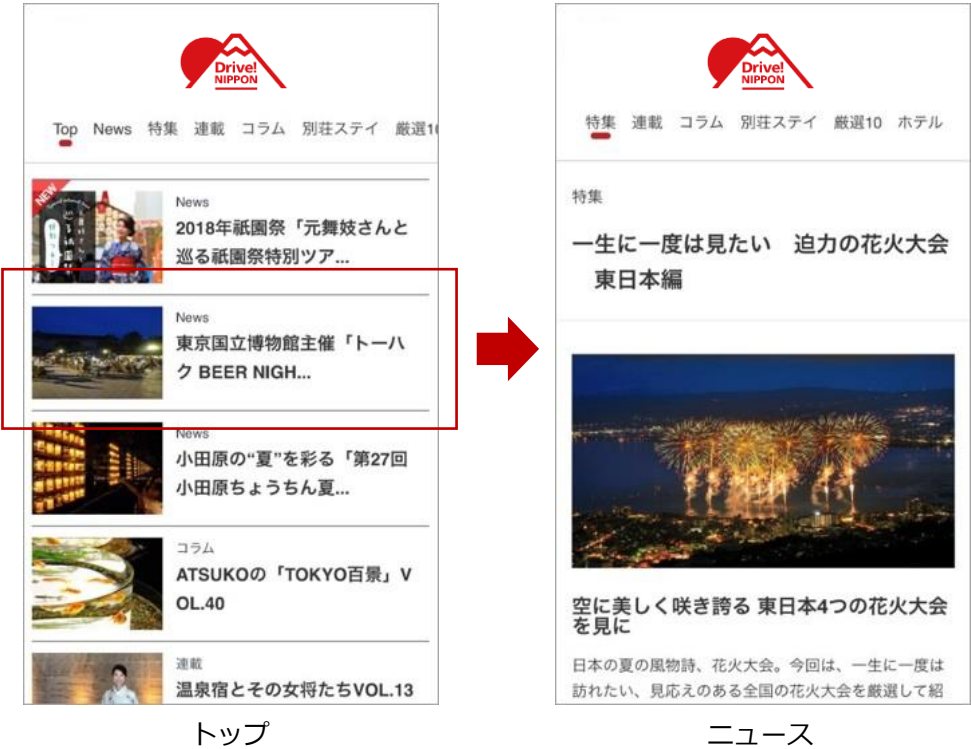 Drive!
NIPPON
Top News 特集 連載 コラム 別荘ステイ 厳選1
NEW
News
2018年祇園祭「元舞妓さんと
巡る祇園祭特別ツア...
News
東京国立博物館主催「トーハ
ク BEER NIGH...
News
小田原の“夏”を彩る「第27回
小田原ちょうちん夏...
コラム
ATSUKOの「TOKYO百景」V
OL.40
連載
温泉宿とその女将たちVOL.13
トップ
Drive!
NIPPON
特集 連載 コラム 別荘ステイ 厳選10 ホテル
特集
一生に一度は見たい　迫力の花火大会
東日本編
空に美しく咲き誇る 東日本4つの花火大会
を見に
日本の夏の風物詩、花火大会。今回は、一生に一度は
訪れたい、見応えのある全国の花火大会を厳選して紹
ニュース